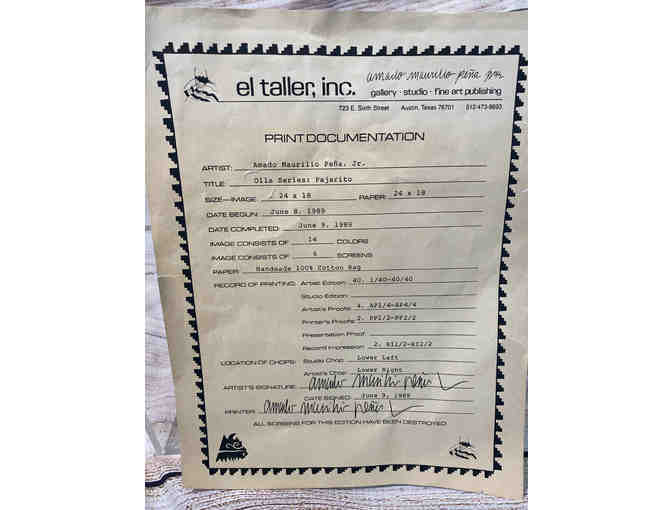 el taller, inc. amado maurilio peña jr.
gallery · studio · fine art publishing
723 E. Sixth Street Austin, Texas 78701 512-473-8693
PRINT DOCUMENTATION
ARTIST: Amado Maurilio Peña, Jr.
TITLE: Olla Series: Pajarito
SIZE—IMAGE: 24 x 18 PAPER: 24 x 18
DATE BEGUN: June 8, 1989
DATE COMPLETED: June 9, 1989
IMAGE CONSISTS OF 14 COLORS
IMAGE CONSISTS OF SCREENS
PAPER: Handmade 100% Cotton Rag
RECORD OF PRINTING: Artist Edition: 40. 1/40-40/40
Studio Edition:
Artist's Proofs: 4. AP1/4-AP4/4
Printer's Proofs: 2. PP1/2-PP2/2
Presentation Proof:
Record Impression: 2. RI1/2-RI2/2
LOCATION OF CHOPS: Studio Chop: Lower Left
Artist's Chop: Lower Right
ARTIST'S SIGNATURE: amado maurilio peña
DATE SIGNED: June 9, 1989
PRINTER: amado maurilio peña
ALL SCREENS FOR THIS EDITION HAVE BEEN DESTROYED